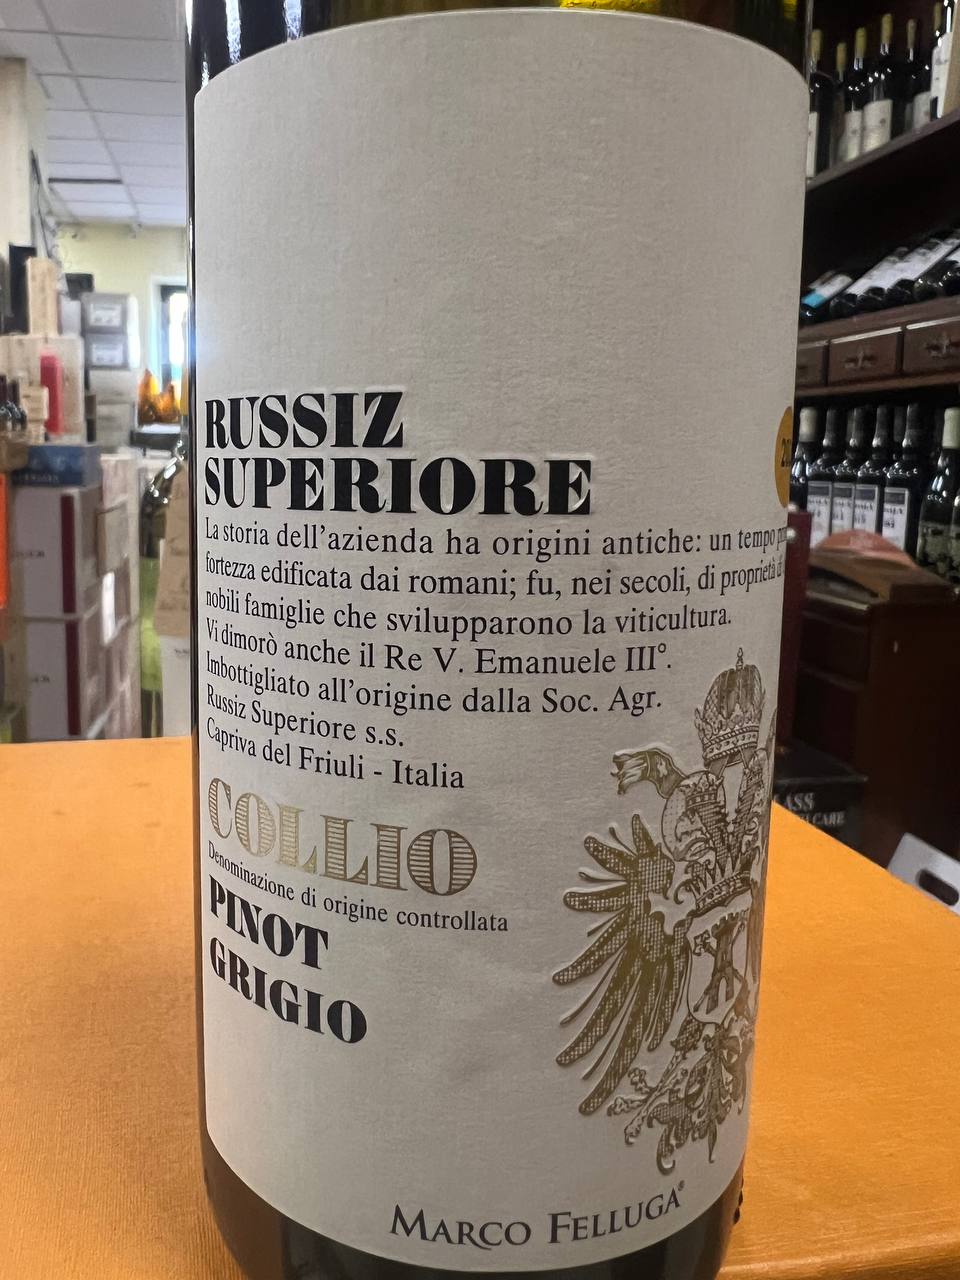 RUSSIZ
SUPERIORE
La storia dell'azienda ha origini antiche: un tempo
fortezza edificata dai romani; fu, nei secoli, di proprietà
nobili famiglie che svilupparono la viticultura.
Vi dimorò anche il Re V. Emanuele III°.
Imbottigliato all'origine dalla Soc. Agr.
Russiz Superiore s.s.
Capriva del Friuli - Italia
COLLIO
Denominazione di origine controllata
PINOT
GRIGIO
MARCO FELLUGA®